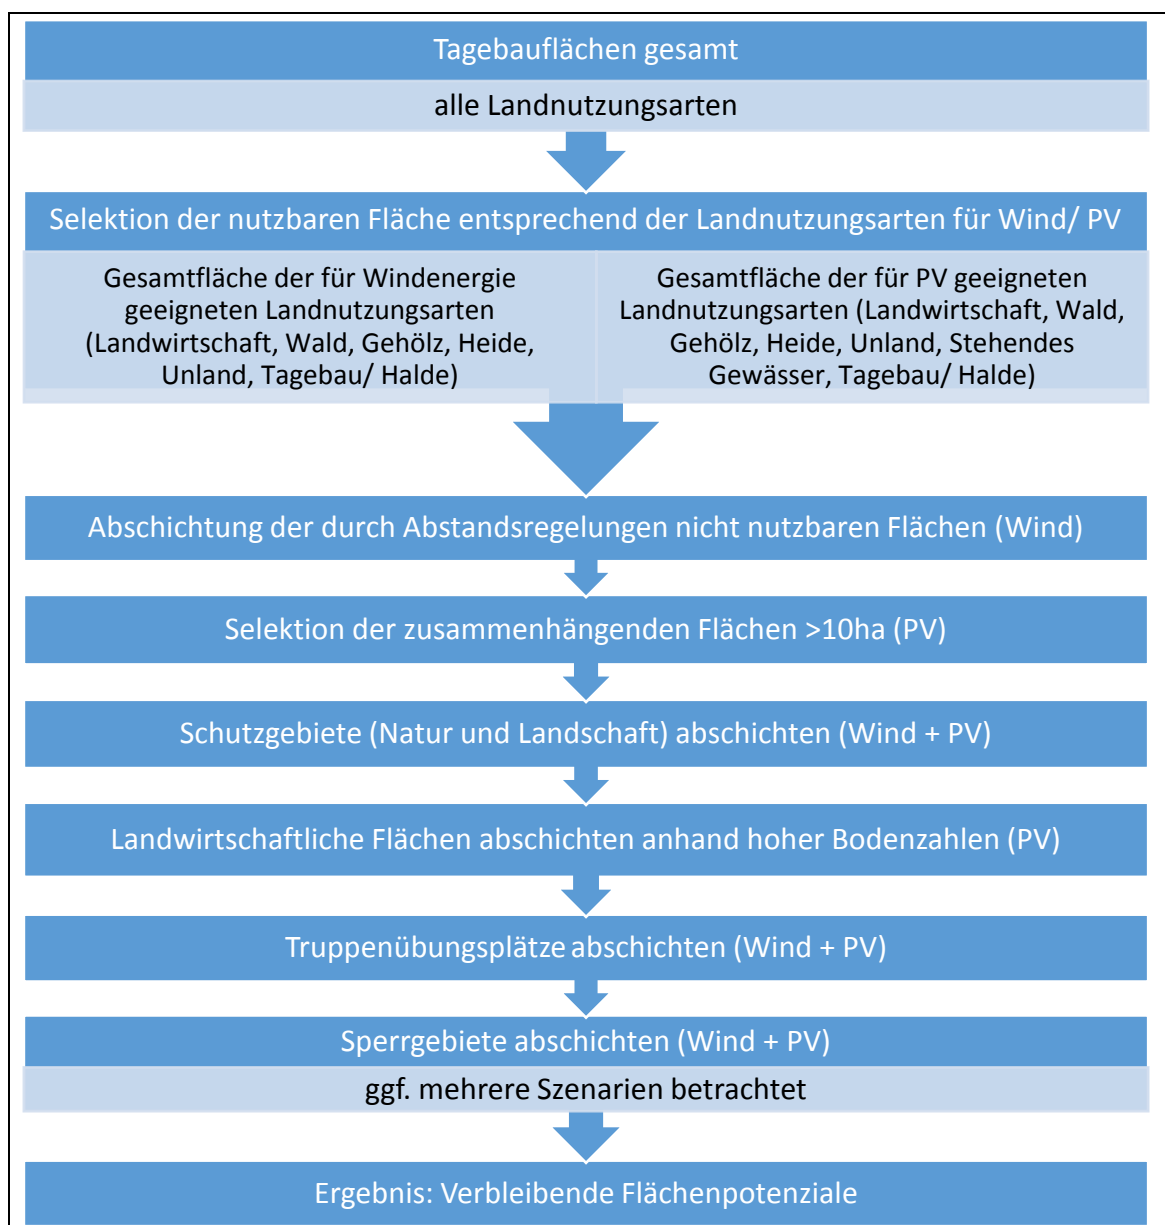 Tagebauflächen gesamt
alle Landnutzungsarten
Selektion der nutzbaren Fläche entsprechend der Landnutzungsarten für Wind/ PV
Gesamtfläche der für Windenergie
geeigneten Landnutzungsarten
(Landwirtschaft, Wald, Gehölz, Heide,
Unland, Tagebau/ Halde)
Gesamtfläche der für PV geeigneten
Landnutzungsarten (Landwirtschaft, Wald,
Gehölz, Heide, Unland, Stehendes
Gewässer, Tagebau/ Halde)
Abschichtung der durch Abstandsregelungen nicht nutzbaren Flächen (Wind)
Selektion der zusammenhängenden Flächen >10ha (PV)
Schutzgebiete (Natur und Landschaft) abschichten (Wind + PV)
Landwirtschaftliche Flächen abschichten anhand hoher Bodenzahlen (PV)
Truppenübungsplätze abschichten (Wind + PV)
Sperrgebiete abschichten (Wind + PV)
ggf. mehrere Szenarien betrachtet
Ergebnis: Verbleibende Flächenpotenziale